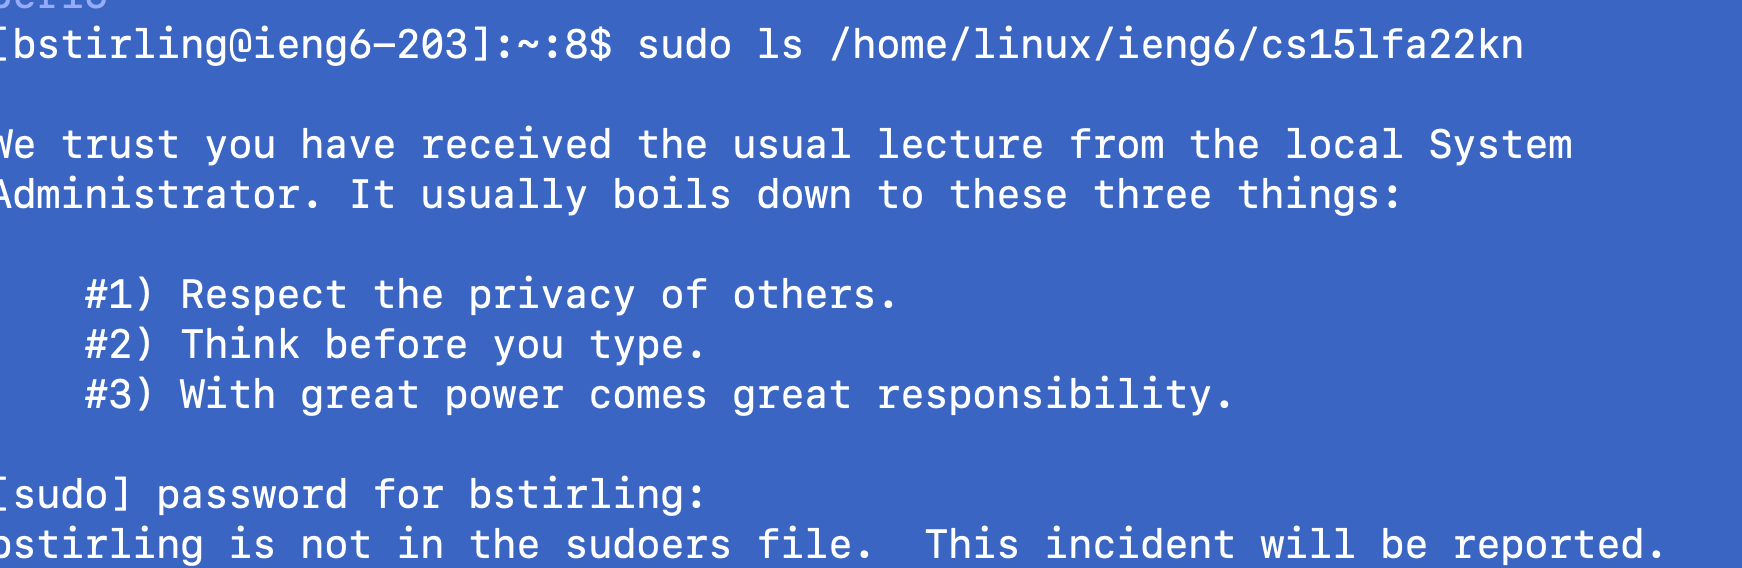 [bstirling@ieng6-203]:~:8$ sudo ls /home/linux/ieng6/cs15lfa22kn
We trust you have received the usual lecture from the local System
Administrator. It usually boils down to these three things:
#1) Respect the privacy of others.
#2) Think before you type.
#3) With great power comes great responsibility.
[sudo] password for bstirling:
bstirling is not in the sudoers file.  This incident will be reported.